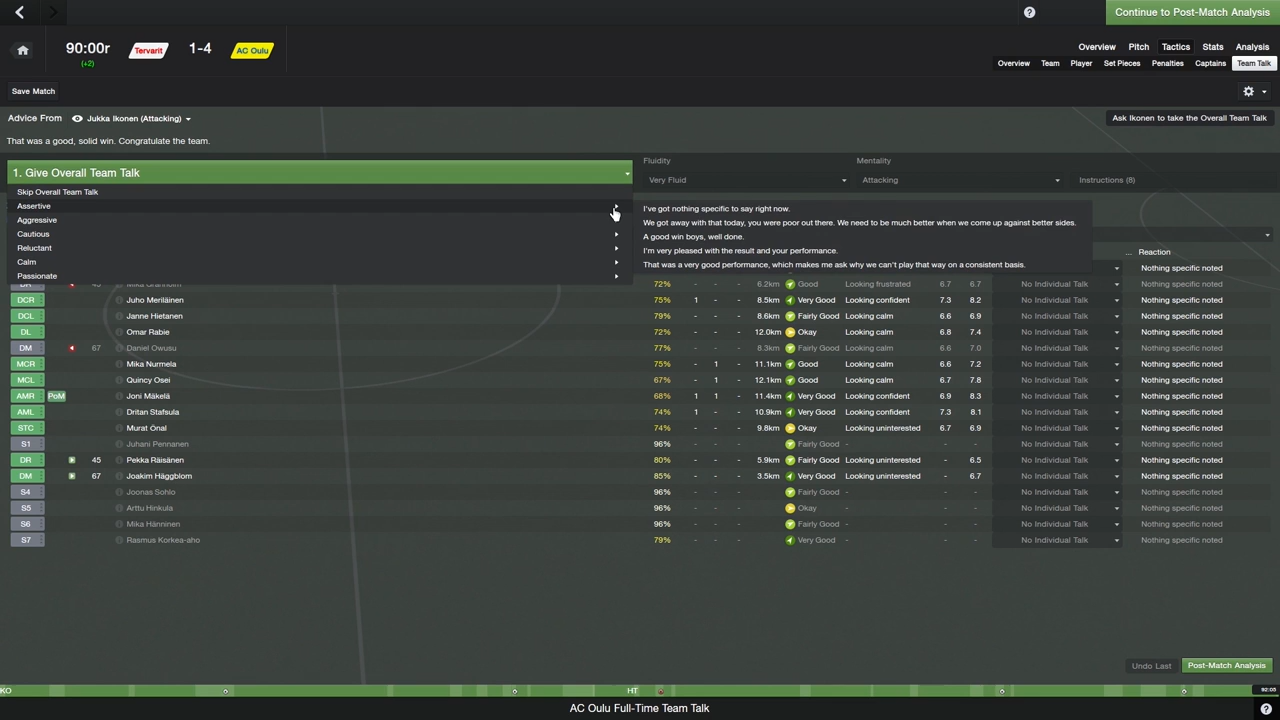 Continue to Post-Match Analysis
90:00r Tervarit 1-4 AC Oulu
(+2)
Overview Pitch Tactics Stats Analysis
Overview Team Player Set Pieces Penalties Captains Team Talk
Save Match
Advice From Jukka Ikonen (Attacking)
Ask Ikonen to take the Overall Team Talk
That was a good, solid win. Congratulate the team.
1. Give Overall Team Talk
Fluidity Mentality
Very Fluid Attacking Instructions (8)
Skip Overall Team Talk
Assertive
Aggressive
Cautious
Reluctant
Calm
Passionate
I've got nothing specific to say right now.
We got away with that today, you were poor out there. We need to be much better when we come up against better sides.
A good win boys, well done.
I'm very pleased with the result and your performance.
That was a very good performance, which makes me ask why we can't play that way on a consistent basis.
... Reaction
Nothing specific noted
72% - - - 6.2km Good Looking frustrated 6.7 6.7 No Individual Talk Nothing specific noted
DCR Juho Meriläinen 75% 1 - - 8.5km Very Good Looking confident 7.3 8.2 No Individual Talk Nothing specific noted
DCL Janne Hietanen 79% - - - 8.6km Fairly Good Looking calm 6.6 6.9 No Individual Talk Nothing specific noted
DL Omar Rabie 72% - - - 12.0km Okay Looking calm 6.8 7.4 No Individual Talk Nothing specific noted
DM 67 Daniel Owusu 77% - - - 8.3km Fairly Good Looking calm 6.6 7.0 No Individual Talk Nothing specific noted
MCR Mika Nurmela 75% - 1 - 11.1km Good Looking calm 6.6 7.2 No Individual Talk Nothing specific noted
MCL Quincy Osei 67% - 1 - 12.1km Good Looking calm 6.7 7.8 No Individual Talk Nothing specific noted
AMR PoM Joni Mäkelä 68% 1 1 - 11.4km Very Good Looking confident 6.9 8.3 No Individual Talk Nothing specific noted
AML Dritan Stafsula 74% 1 - - 10.9km Very Good Looking confident 7.3 8.1 No Individual Talk Nothing specific noted
STC Murat Önal 74% - - - 9.8km Okay Looking uninterested 6.7 6.9 No Individual Talk Nothing specific noted
S1 Juhani Pennanen 96% - - - Fairly Good - - - No Individual Talk Nothing specific noted
DR 45 Pekka Räisänen 80% - - - 5.9km Fairly Good Looking uninterested - 6.5 No Individual Talk Nothing specific noted
DM 67 Joakim Häggblom 85% - - - 3.5km Very Good Looking uninterested - 6.7 No Individual Talk Nothing specific noted
S4 Joonas Sohlo 96% - - - Fairly Good - - - No Individual Talk Nothing specific noted
S5 Arttu Hinkula 96% - - - Okay - - - No Individual Talk Nothing specific noted
S6 Mika Hänninen 96% - - - Fairly Good - - - No Individual Talk Nothing specific noted
S7 Rasmus Korkea-aho 79% - - - Very Good - - - No Individual Talk Nothing specific noted
Undo Last Post-Match Analysis
KO HT 92:05
AC Oulu Full-Time Team Talk